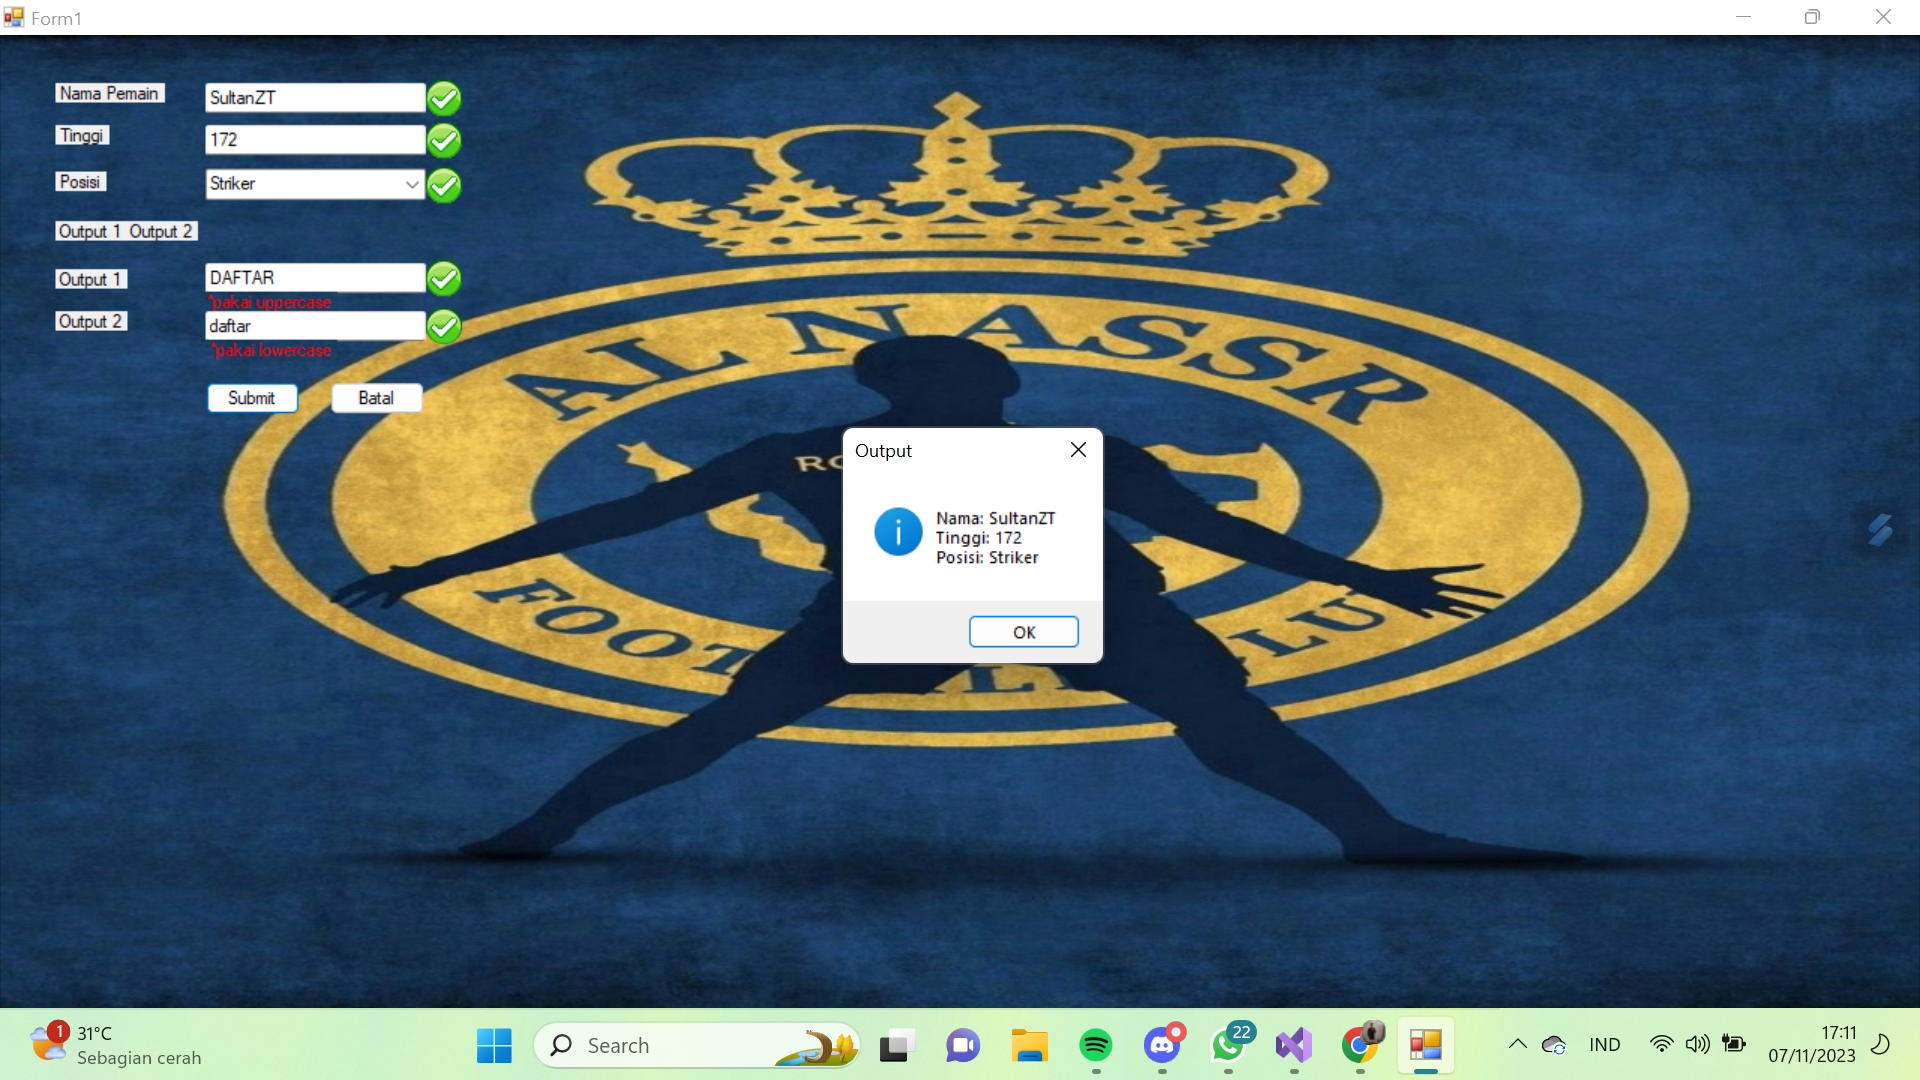 Form1
Nama Pemain
SultanZT
Tinggi
172
Posisi
Striker
Output 1 Output 2
Output 1
DAFTAR
*pakai uppercase
Output 2
daftar
*pakai lowercase
Submit
Batal
AL NASSR
FOOT
LU
Output
Nama: SultanZT
Tinggi: 172
Posisi: Striker
OK
1
31°C
Sebagian cerah
Search
22
IND
17:11
07/11/2023